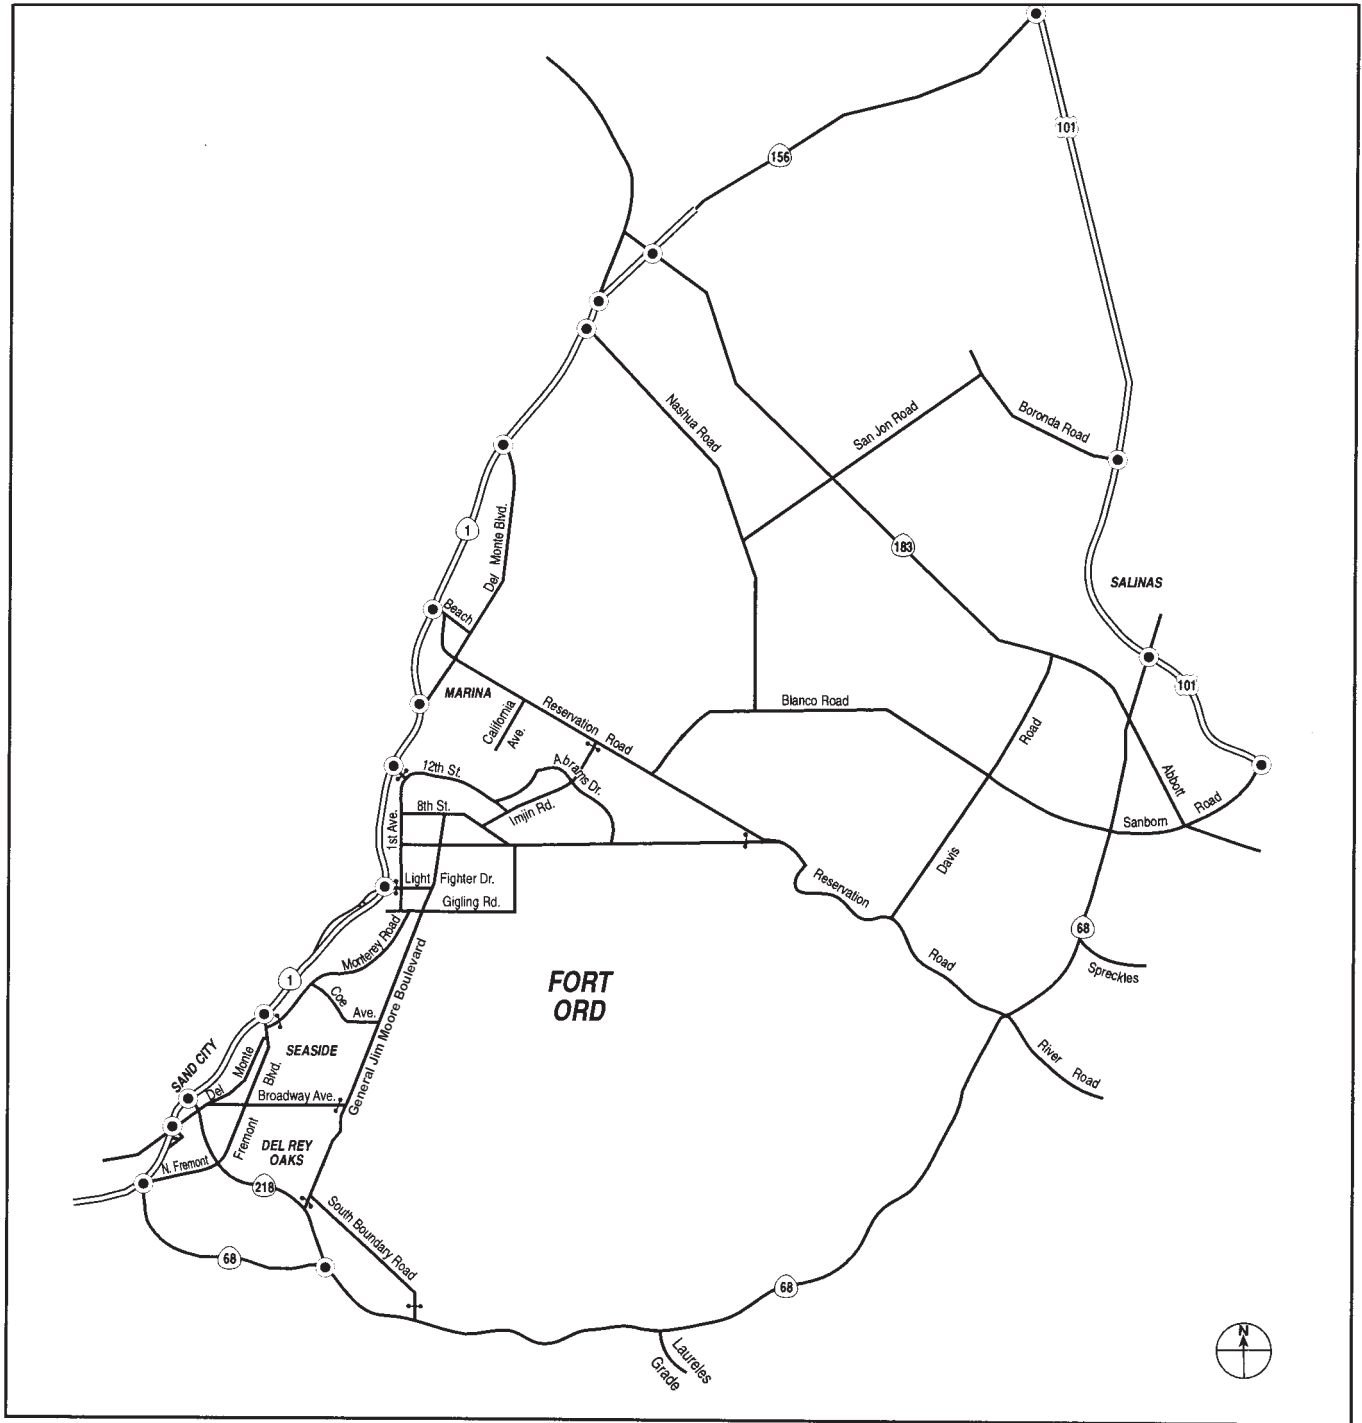 101
156
Nashua Road
San Jon Road
Boronda Road
1
Del Monte Blvd.
183
SALINAS
Beach
101
MARINA
California
Ave.
Reservation Road
Blanco Road
Road
12th St.
Abrams Dr.
Abbott
8th St.
Imjin Rd.
Road
1st Ave.
Sanborn
Davis
Light Fighter Dr.
Reservation
Gigling Rd.
68
Monterey Road
Road
Spreckles
1
FORT
ORD
Coe
Ave.
General Jim Moore Boulevard
SEASIDE
SAND CITY
Del Monte
Blvd.
River Road
Broadway Ave.
Fremont
DEL REY
OAKS
N. Fremont
218
South Boundary Road
68
68
Laureles
Grade
N